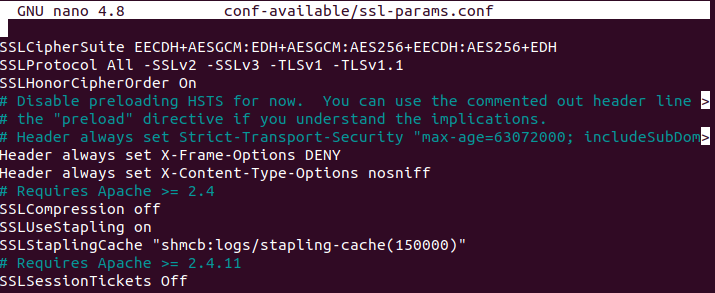 GNU nano 4.8 conf-available/ssl-params.conf
SSLCipherSuite EECDH+AESGCM:EDH+AESGCM:AES256+EECDH:AES256+EDH
SSLProtocol All -SSLv2 -SSLv3 -TLSv1 -TLSv1.1
SSLHonorCipherOrder On
# Disable preloading HSTS for now.  You can use the commented out header line >
# the "preload" directive if you understand the implications.
# Header always set Strict-Transport-Security "max-age=63072000; includeSubDom>
Header always set X-Frame-Options DENY
Header always set X-Content-Type-Options nosniff
# Requires Apache >= 2.4
SSLCompression off
SSLUseStapling on
SSLStaplingCache "shmcb:logs/stapling-cache(150000)"
# Requires Apache >= 2.4.11
SSLSessionTickets Off